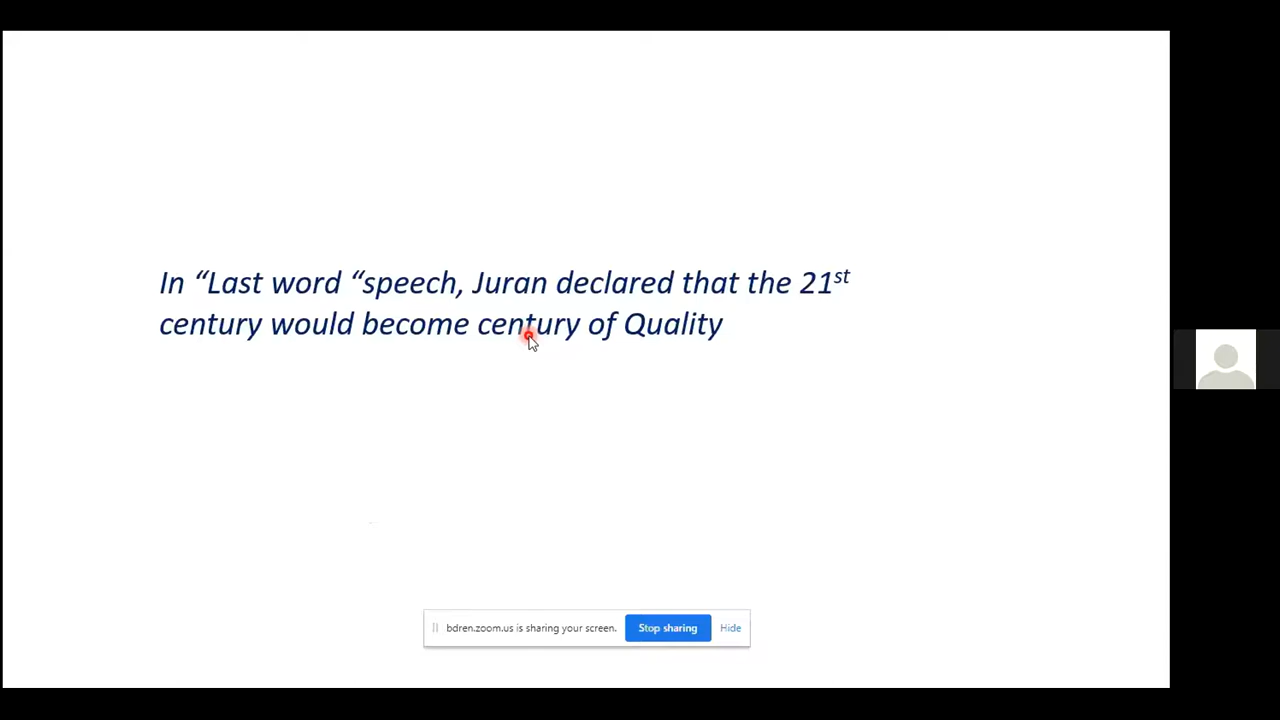 In “Last word “speech, Juran declared that the 21st
century would become century of Quality
bdren.zoom.us is sharing your screen.
Stop sharing
Hide